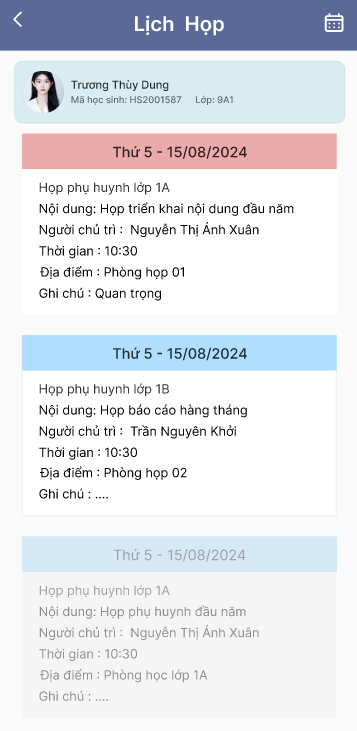 Lịch Họp
Trương Thùy Dung
Mã học sinh: HS2001587 Lớp: 9A1
Thứ 5 - 15/08/2024
Họp phụ huynh lớp 1A
Nội dung: Họp triển khai nội dung đầu năm
Người chủ trì : Nguyễn Thị Ánh Xuân
Thời gian : 10:30
Địa điểm : Phòng họp 01
Ghi chú : Quan trọng
Thứ 5 - 15/08/2024
Họp phụ huynh lớp 1B
Nội dung: Họp báo cáo hàng tháng
Người chủ trì : Trần Nguyên Khởi
Thời gian : 10:30
Địa điểm : Phòng họp 02
Ghi chú : ....
Thứ 5 - 15/08/2024
Họp phụ huynh lớp 1A
Nội dung: Họp phụ huynh đầu năm
Người chủ trì : Nguyễn Thị Ánh Xuân
Thời gian : 10:30
Địa điểm : Phòng học lớp 1A
Ghi chú : ....